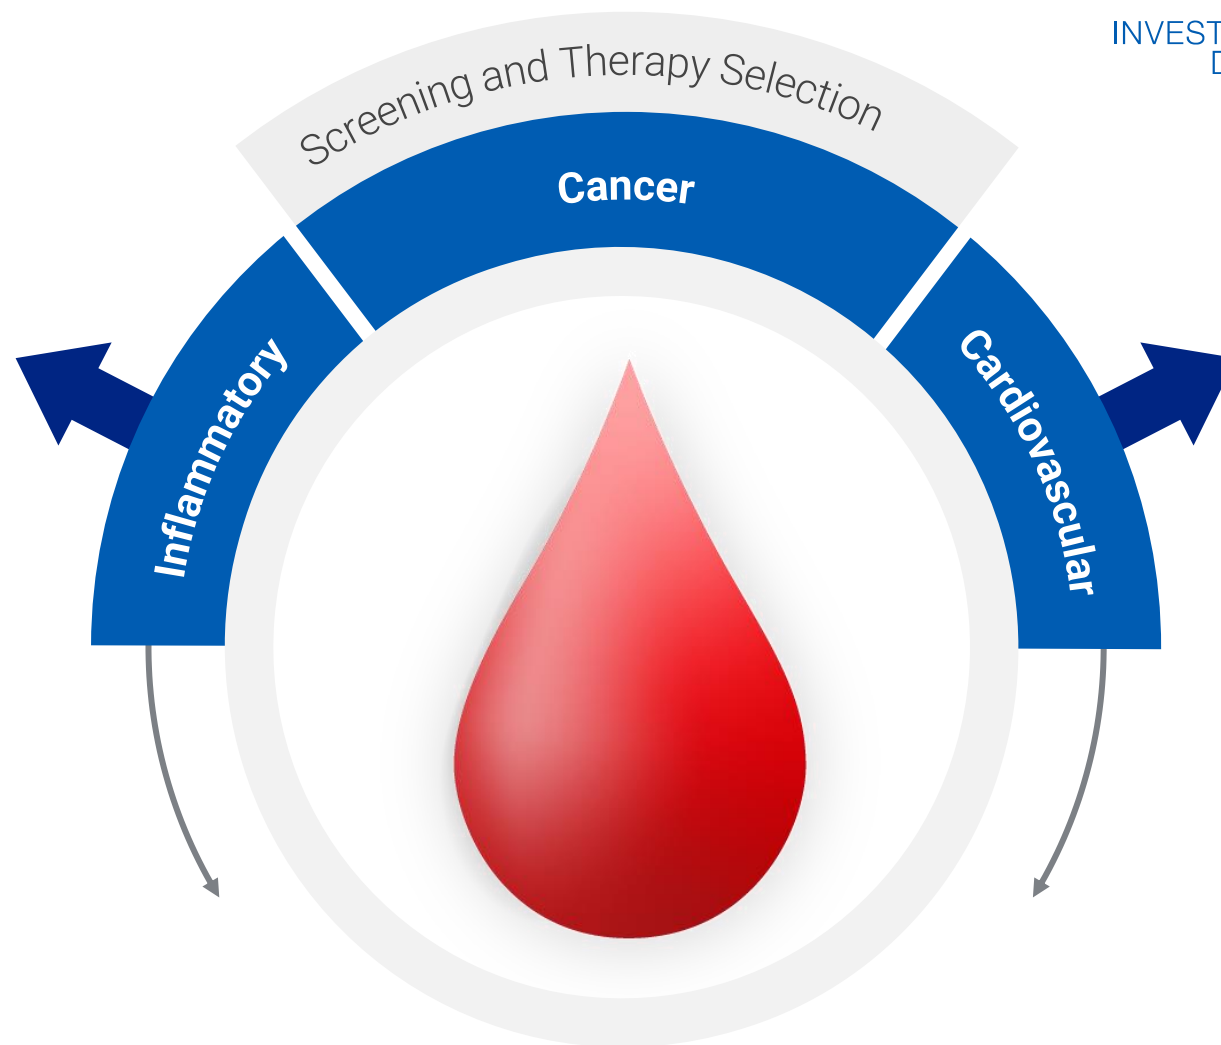 INVEST
D
Screening and Therapy Selection
Cancer
Inflammatory
Cardiovascular